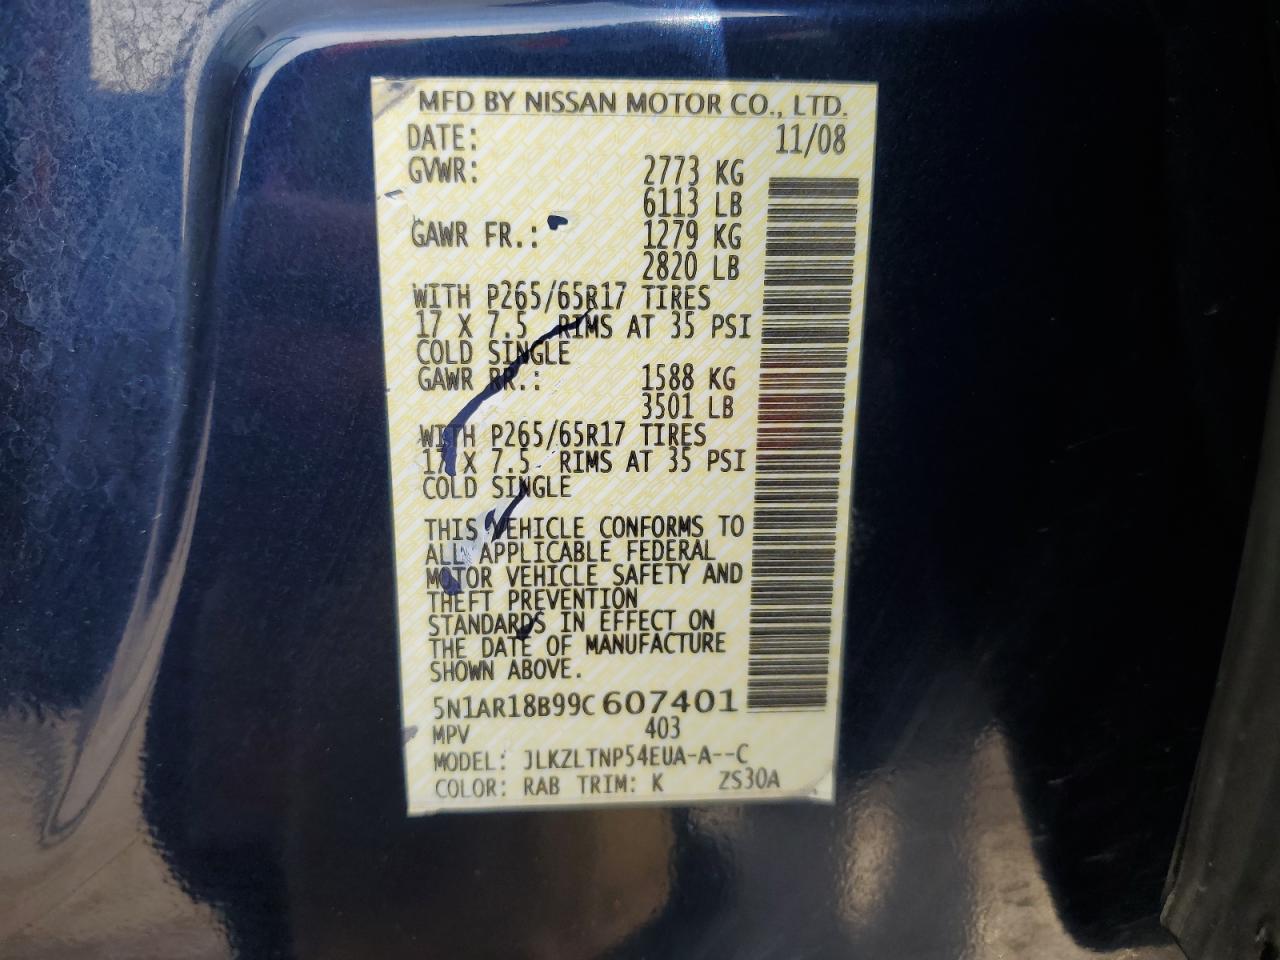 MFD BY NISSAN MOTOR CO., LTD.
DATE: 11/08
GVWR: 2773 KG
6113 LB
GAWR FR.: 1279 KG
2820 LB
WITH P265/65R17 TIRES
17 X 7.5 RIMS AT 35 PSI
COLD SINGLE
GAWR RR.: 1588 KG
3501 LB
WITH P265/65R17 TIRES
17 X 7.5 RIMS AT 35 PSI
COLD SINGLE
THIS VEHICLE CONFORMS TO
ALL APPLICABLE FEDERAL
MOTOR VEHICLE SAFETY AND
THEFT PREVENTION
STANDARDS IN EFFECT ON
THE DATE OF MANUFACTURE
SHOWN ABOVE.
5N1AR18B99C607401
MPV 403
MODEL: JLKZLTNP54EUA-A--C
COLOR: RAB TRIM: K ZS30A